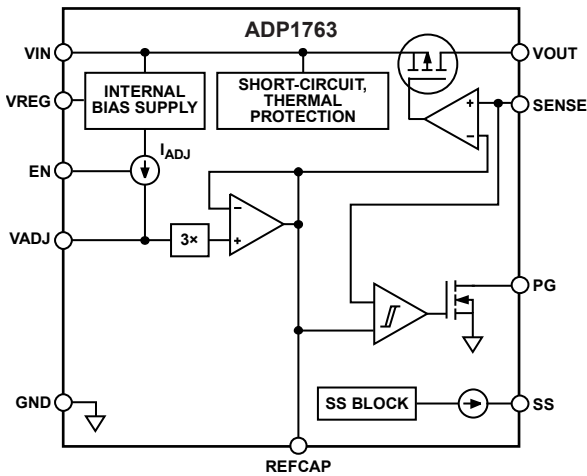 ADP1763
VIN
VOUT
VREG
INTERNAL
BIAS SUPPLY
SHORT-CIRCUIT,
THERMAL
PROTECTION
SENSE
+
−
EN
IADJ
VADJ
3×
−
+
PG
GND
SS BLOCK
SS
REFCAP